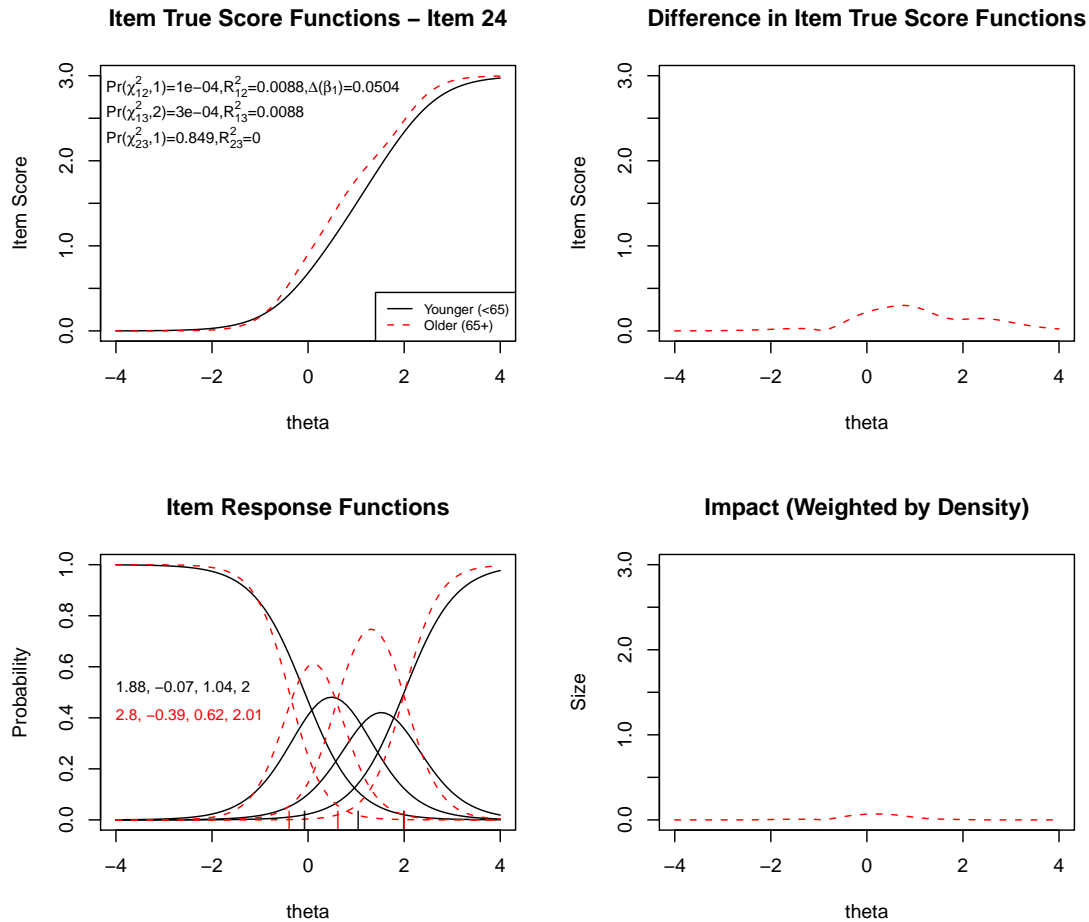 Item True Score Functions − Item 24
Pr(χ²₁₂,1)=1e−04,R²₁₂=0.0088,Δ(β₁)=0.0504
Pr(χ²₁₃,2)=3e−04,R²₁₃=0.0088
Pr(χ²₂₃,1)=0.849,R²₂₃=0
Item Score
0.0
1.0
2.0
3.0
Younger (<65)
Older (65+)
−4
−2
0
2
4
theta
Difference in Item True Score Functions
Item Score
0.0
1.0
2.0
3.0
−4
−2
0
2
4
theta
Item Response Functions
Probability
0.0
0.2
0.4
0.6
0.8
1.0
1.88, −0.07, 1.04, 2
2.8, −0.39, 0.62, 2.01
−4
−2
0
2
4
theta
Impact (Weighted by Density)
Size
0.0
1.0
2.0
3.0
−4
−2
0
2
4
theta